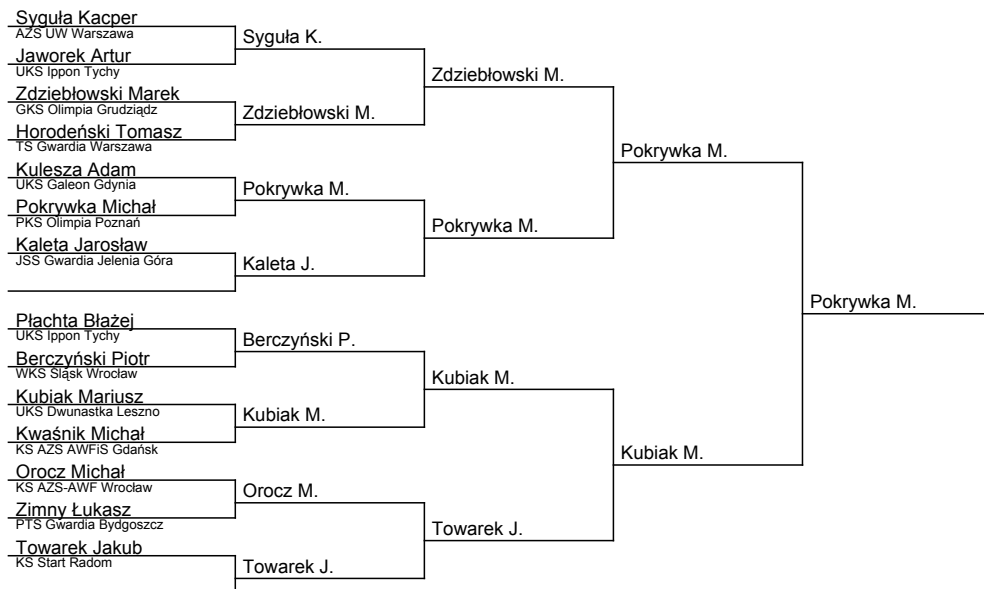 Syguła Kacper
AZS UW Warszawa
Jaworek Artur
UKS Ippon Tychy
Zdziebłowski Marek
GKS Olimpia Grudziądz
Horodeński Tomasz
TS Gwardia Warszawa
Kulesza Adam
UKS Galeon Gdynia
Pokrywka Michał
PKS Olimpia Poznań
Kaleta Jarosław
JSS Gwardia Jelenia Góra
Płachta Błażej
UKS Ippon Tychy
Berczyński Piotr
WKS Śląsk Wrocław
Kubiak Mariusz
UKS Dwunastka Leszno
Kwaśnik Michał
KS AZS AWFiS Gdańsk
Orocz Michał
KS AZS-AWF Wrocław
Zimny Łukasz
PTS Gwardia Bydgoszcz
Towarek Jakub
KS Start Radom
Syguła K.
Zdziebłowski M.
Pokrywka M.
Kaleta J.
Berczyński P.
Kubiak M.
Orocz M.
Towarek J.
Zdziebłowski M.
Pokrywka M.
Kubiak M.
Towarek J.
Pokrywka M.
Kubiak M.
Pokrywka M.